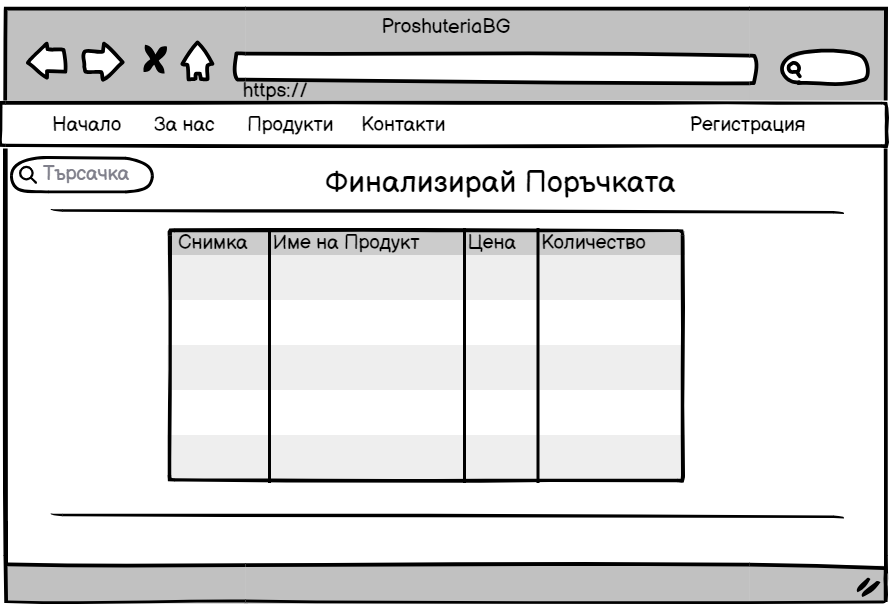 ProshuteriaBG
https://
Начало За нас Продукти Контакти Регистрация
Търсачка
Финализирай Поръчката
Снимка Име на Продукт Цена Количество